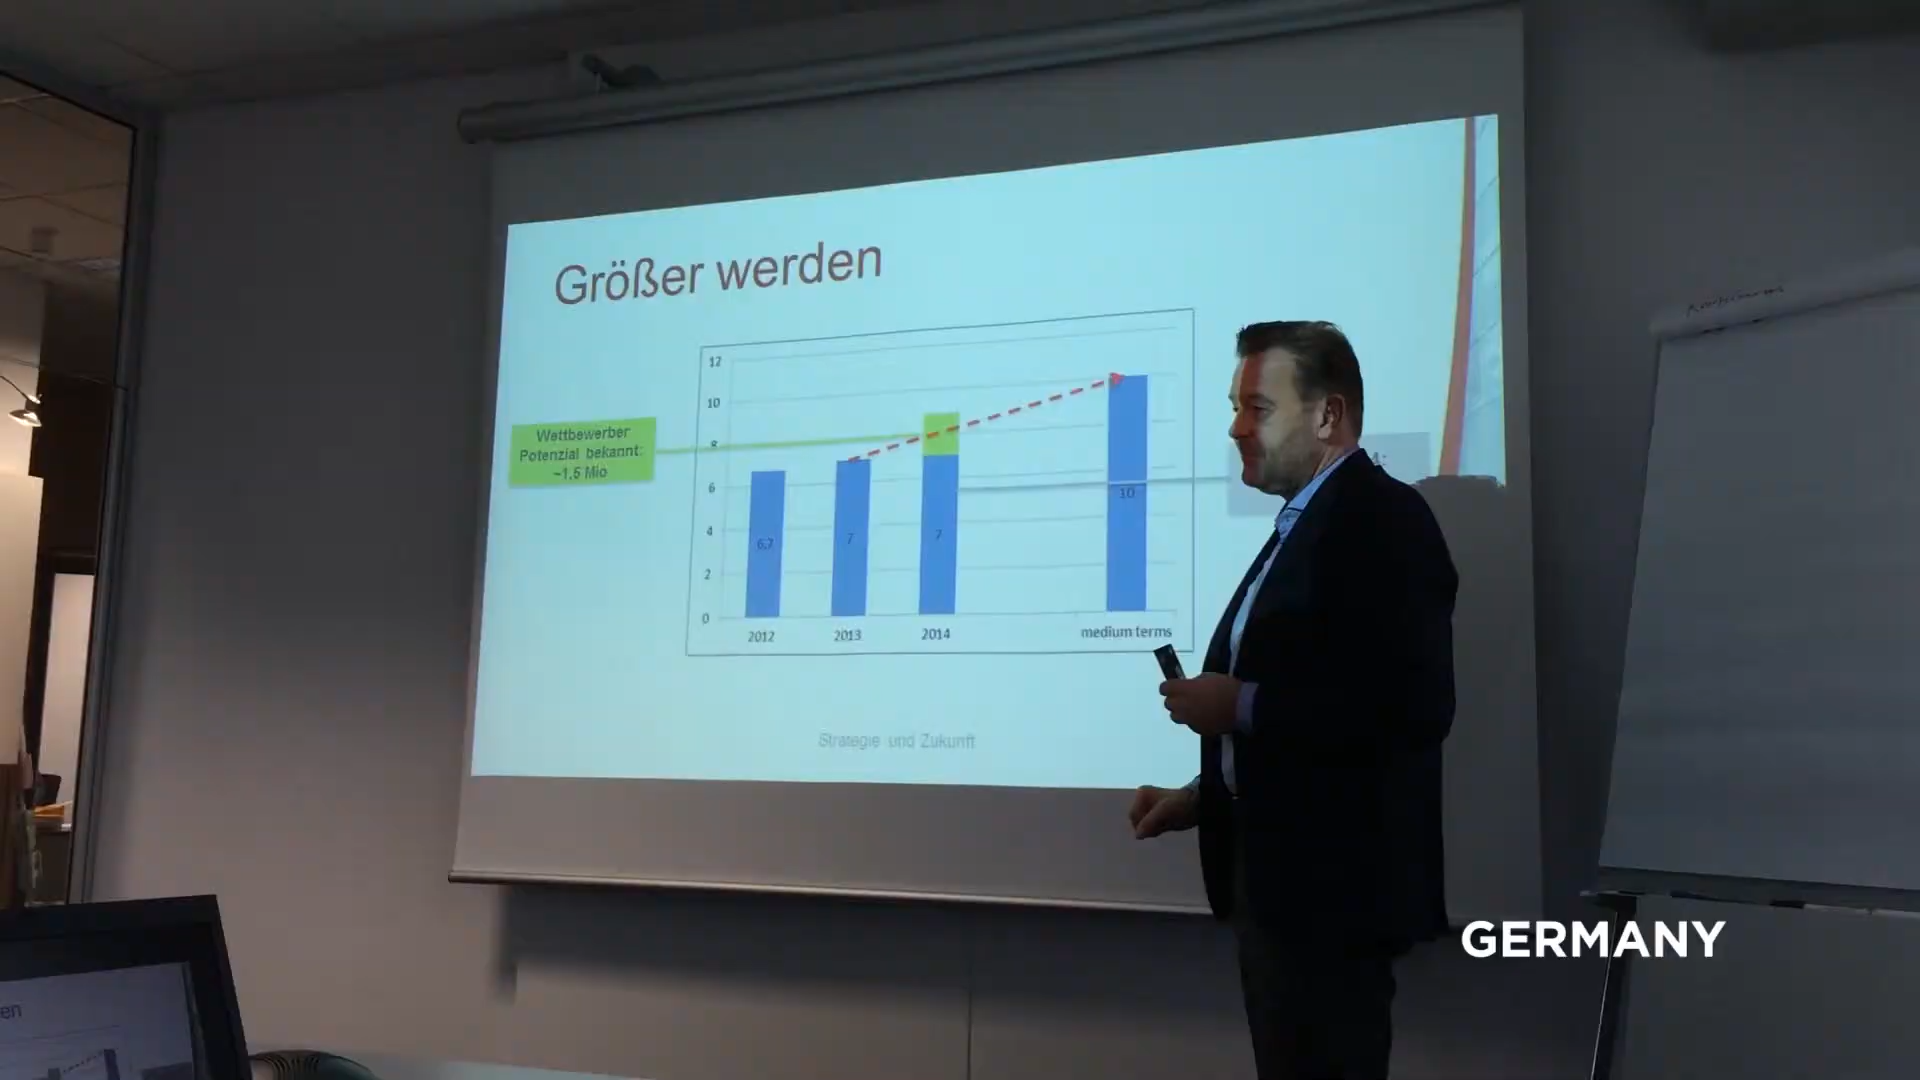 Größer werden
Wettbewerber
Potenzial bekannt:
~1,5 Mio
12
10
8
6
4
2
0
6,7
7
7
10
2012
2013
2014
medium terms
Strategie und Zukunft
GERMANY
en